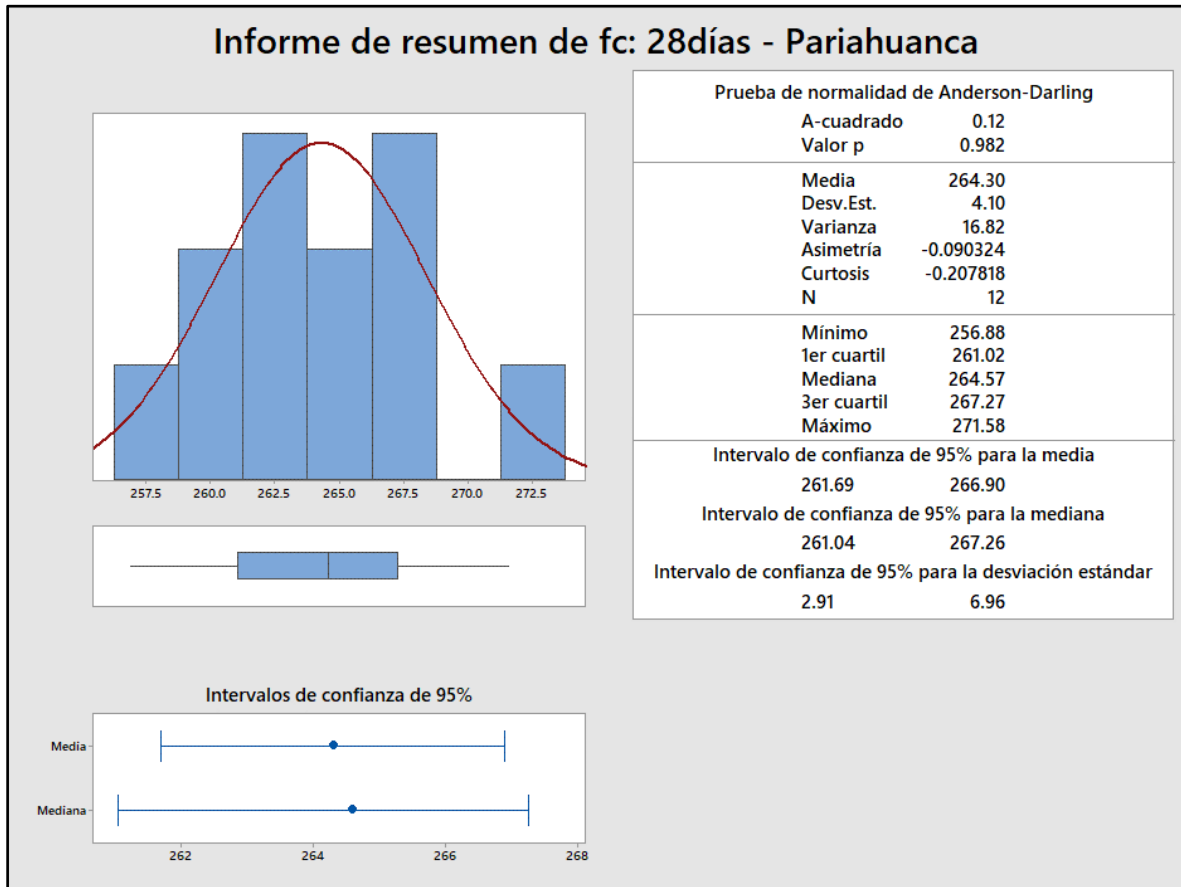 Informe de resumen de fc: 28días - Pariahuanca
257.5 260.0 262.5 265.0 267.5 270.0 272.5
Intervalos de confianza de 95%
Media
Mediana
262 264 266 268
Prueba de normalidad de Anderson-Darling
A-cuadrado 0.12
Valor p 0.982
Media 264.30
Desv.Est. 4.10
Varianza 16.82
Asimetría -0.090324
Curtosis -0.207818
N 12
Mínimo 256.88
1er cuartil 261.02
Mediana 264.57
3er cuartil 267.27
Máximo 271.58
Intervalo de confianza de 95% para la media
261.69 266.90
Intervalo de confianza de 95% para la mediana
261.04 267.26
Intervalo de confianza de 95% para la desviación estándar
2.91 6.96